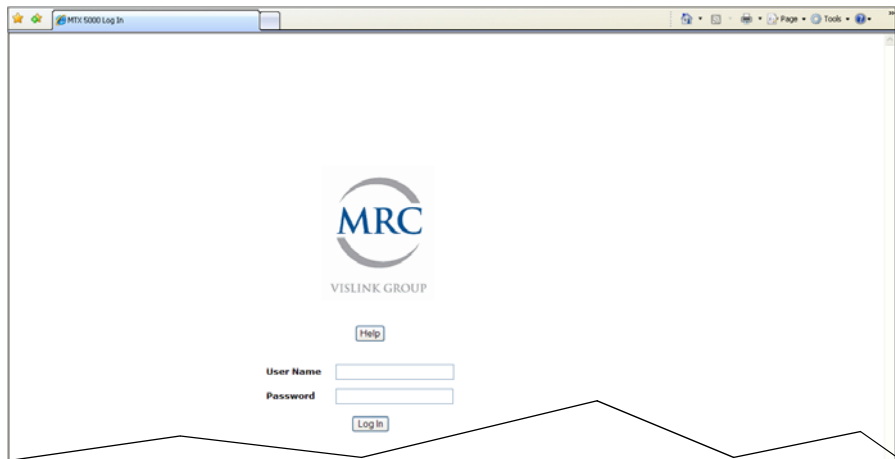 MTX 5000 Log In
Page
Tools
MRC
VISLINK GROUP
Help
User Name
Password
Log In